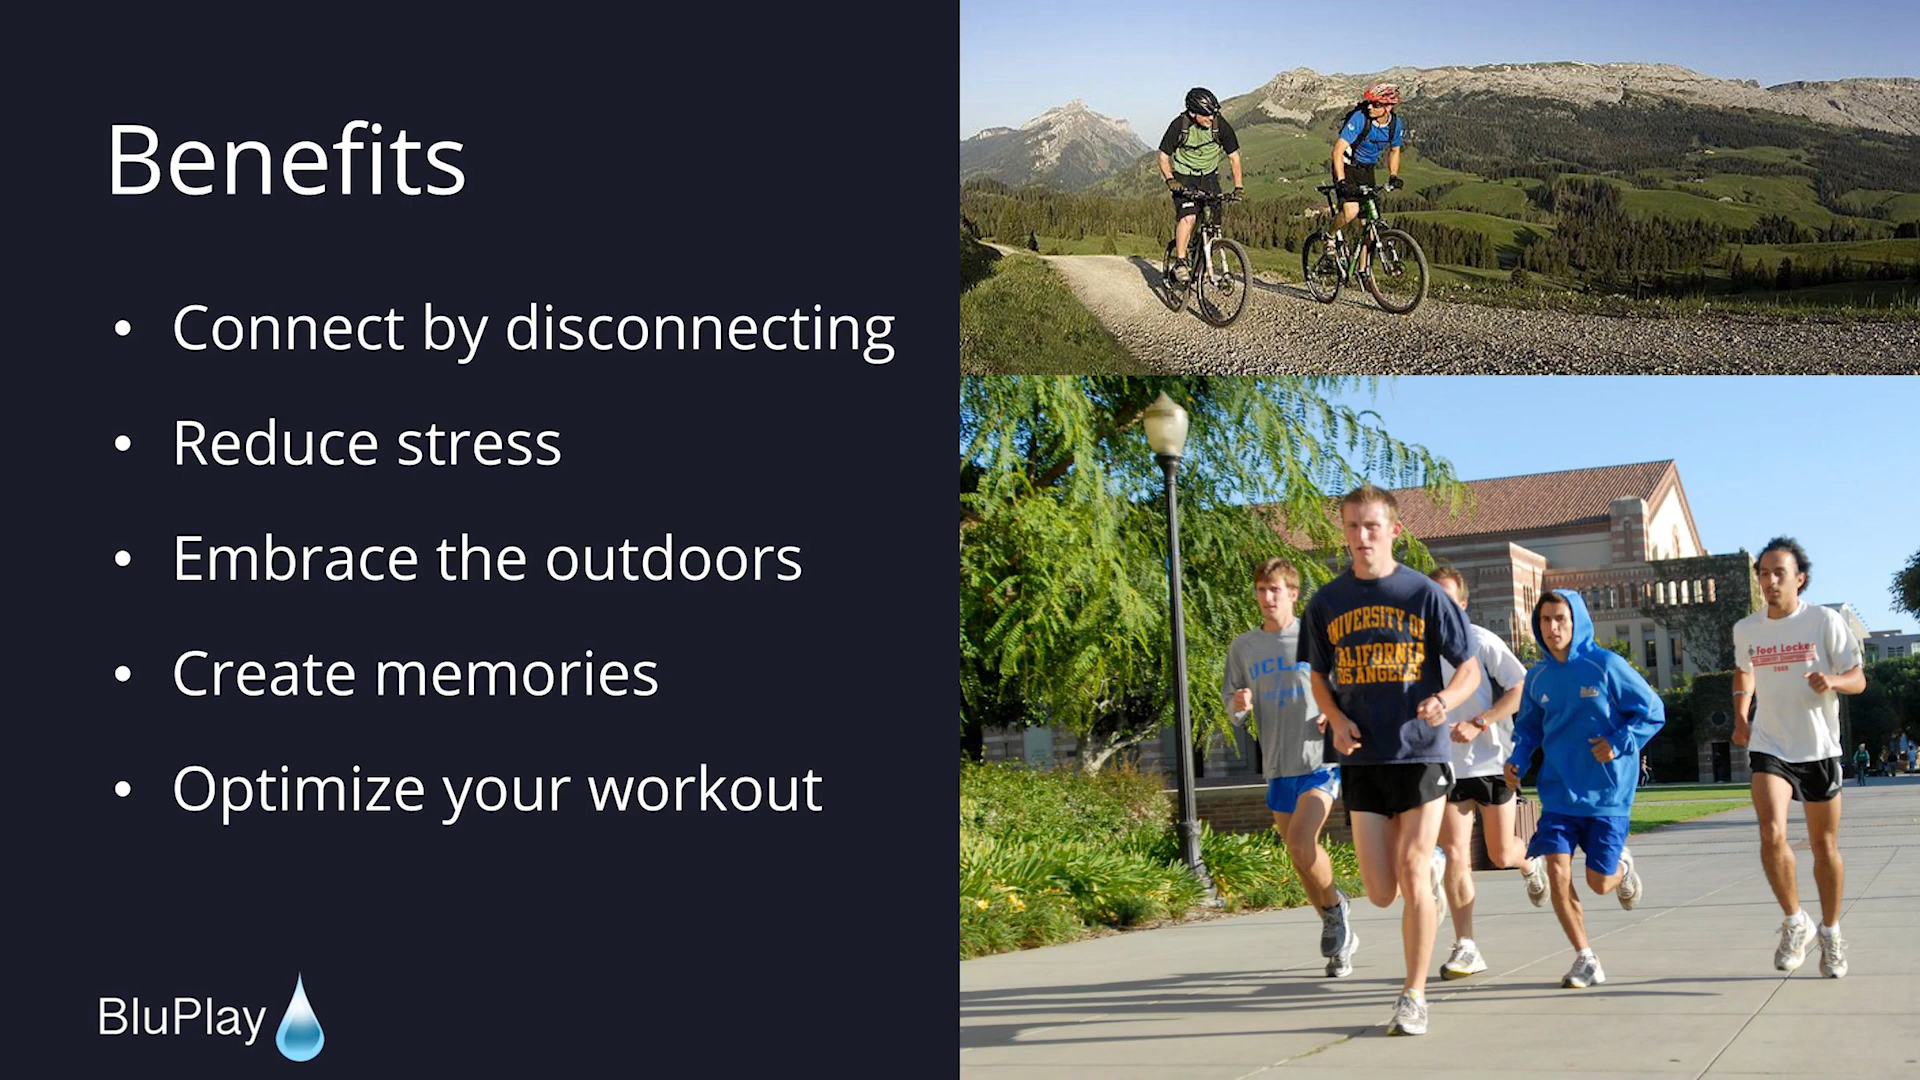 Benefits
• Connect by disconnecting
• Reduce stress
• Embrace the outdoors
• Create memories
• Optimize your workout
BluPlay
UCLA
UNIVERSITY OF
CALIFORNIA
LOS ANGELES
Foot Locker